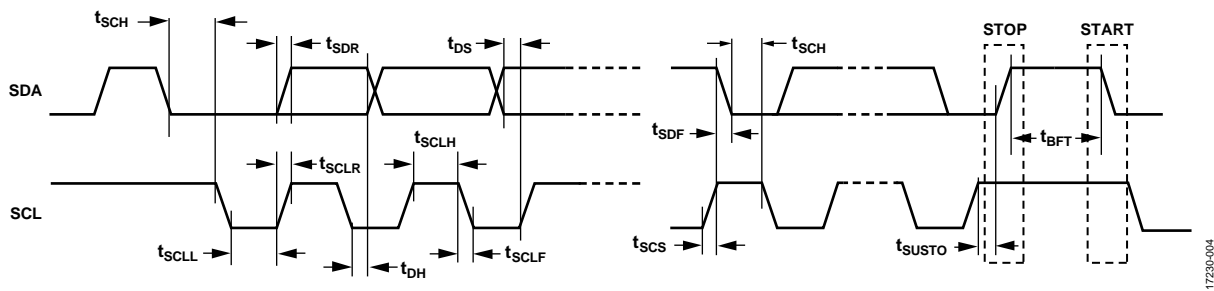 tSCH
tSDR
tDS
tSCH
STOP
START
SDA
tSDF
tBFT
tSCLR
tSCLH
SCL
tSCLL
tDH
tSCLF
tSCS
tSUSTO
17230-004